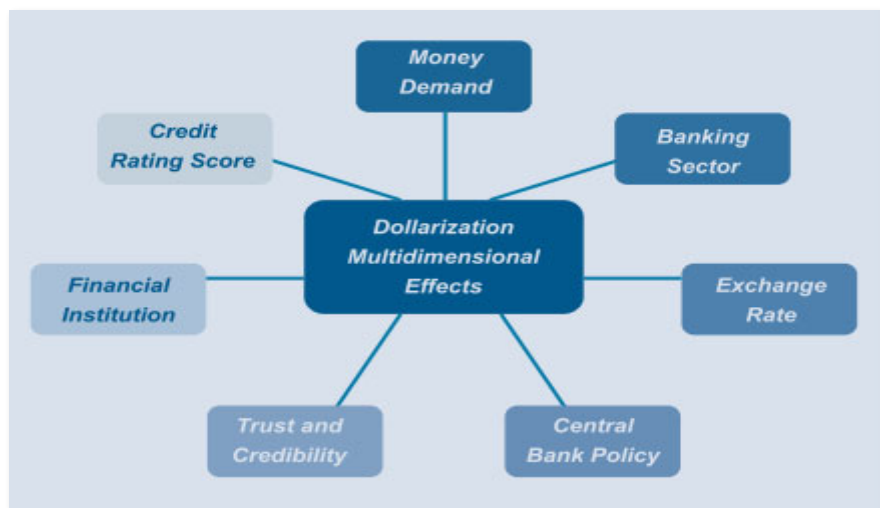 Money
Demand
Credit
Rating Score
Banking
Sector
Dollarization
Multidimensional
Effects
Financial
Institution
Exchange
Rate
Trust and
Credibility
Central
Bank Policy